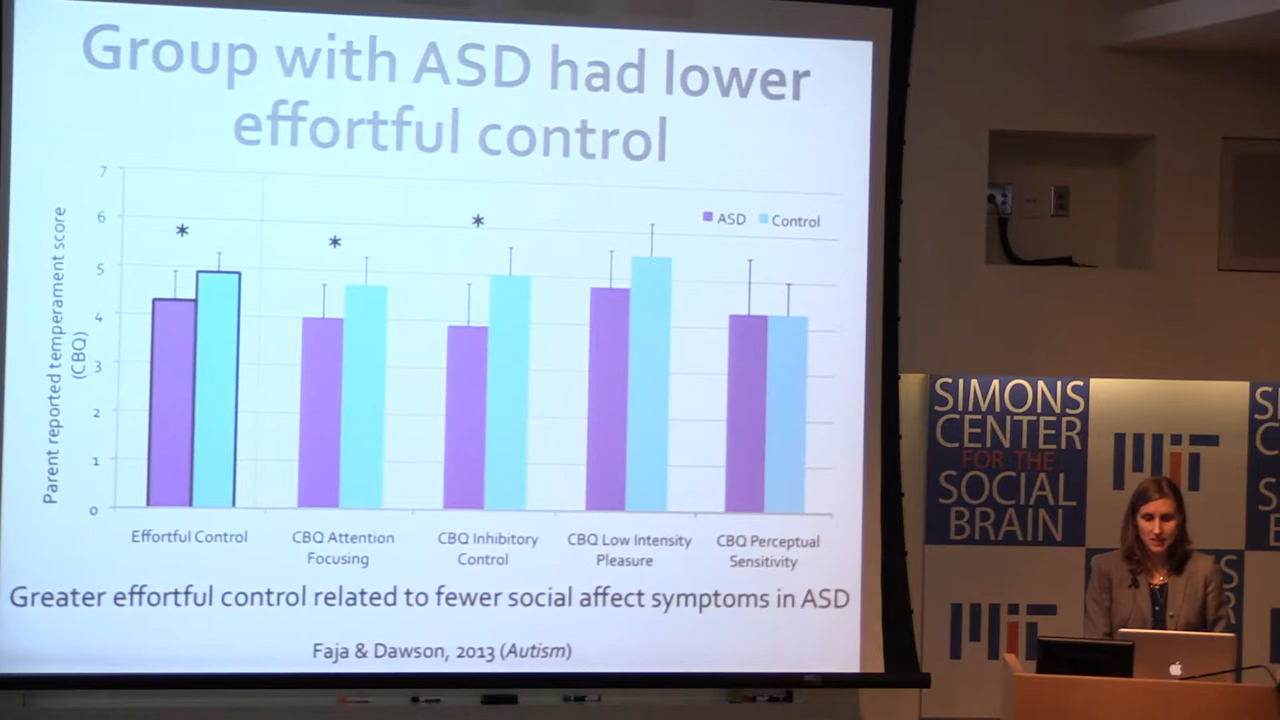 Group with ASD had lower
effortful control
Parent reported temperament score
(CBQ)
7
6
5
4
3
2
1
0
*
*
*
ASD
Control
Effortful Control
CBQ Attention
Focusing
CBQ Inhibitory
Control
CBQ Low Intensity
Pleasure
CBQ Perceptual
Sensitivity
Greater effortful control related to fewer social affect symptoms in ASD
Faja & Dawson, 2013 (Autism)
SIMONS
CENTER
FOR THE
SOCIAL
BRAIN
MIT
MIT